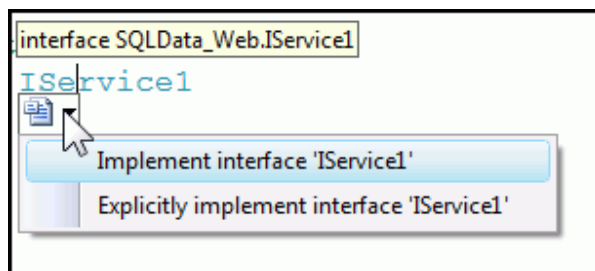 interface SQLData_Web.IService1
IService1
Implement interface 'IService1'
Explicitly implement interface 'IService1'